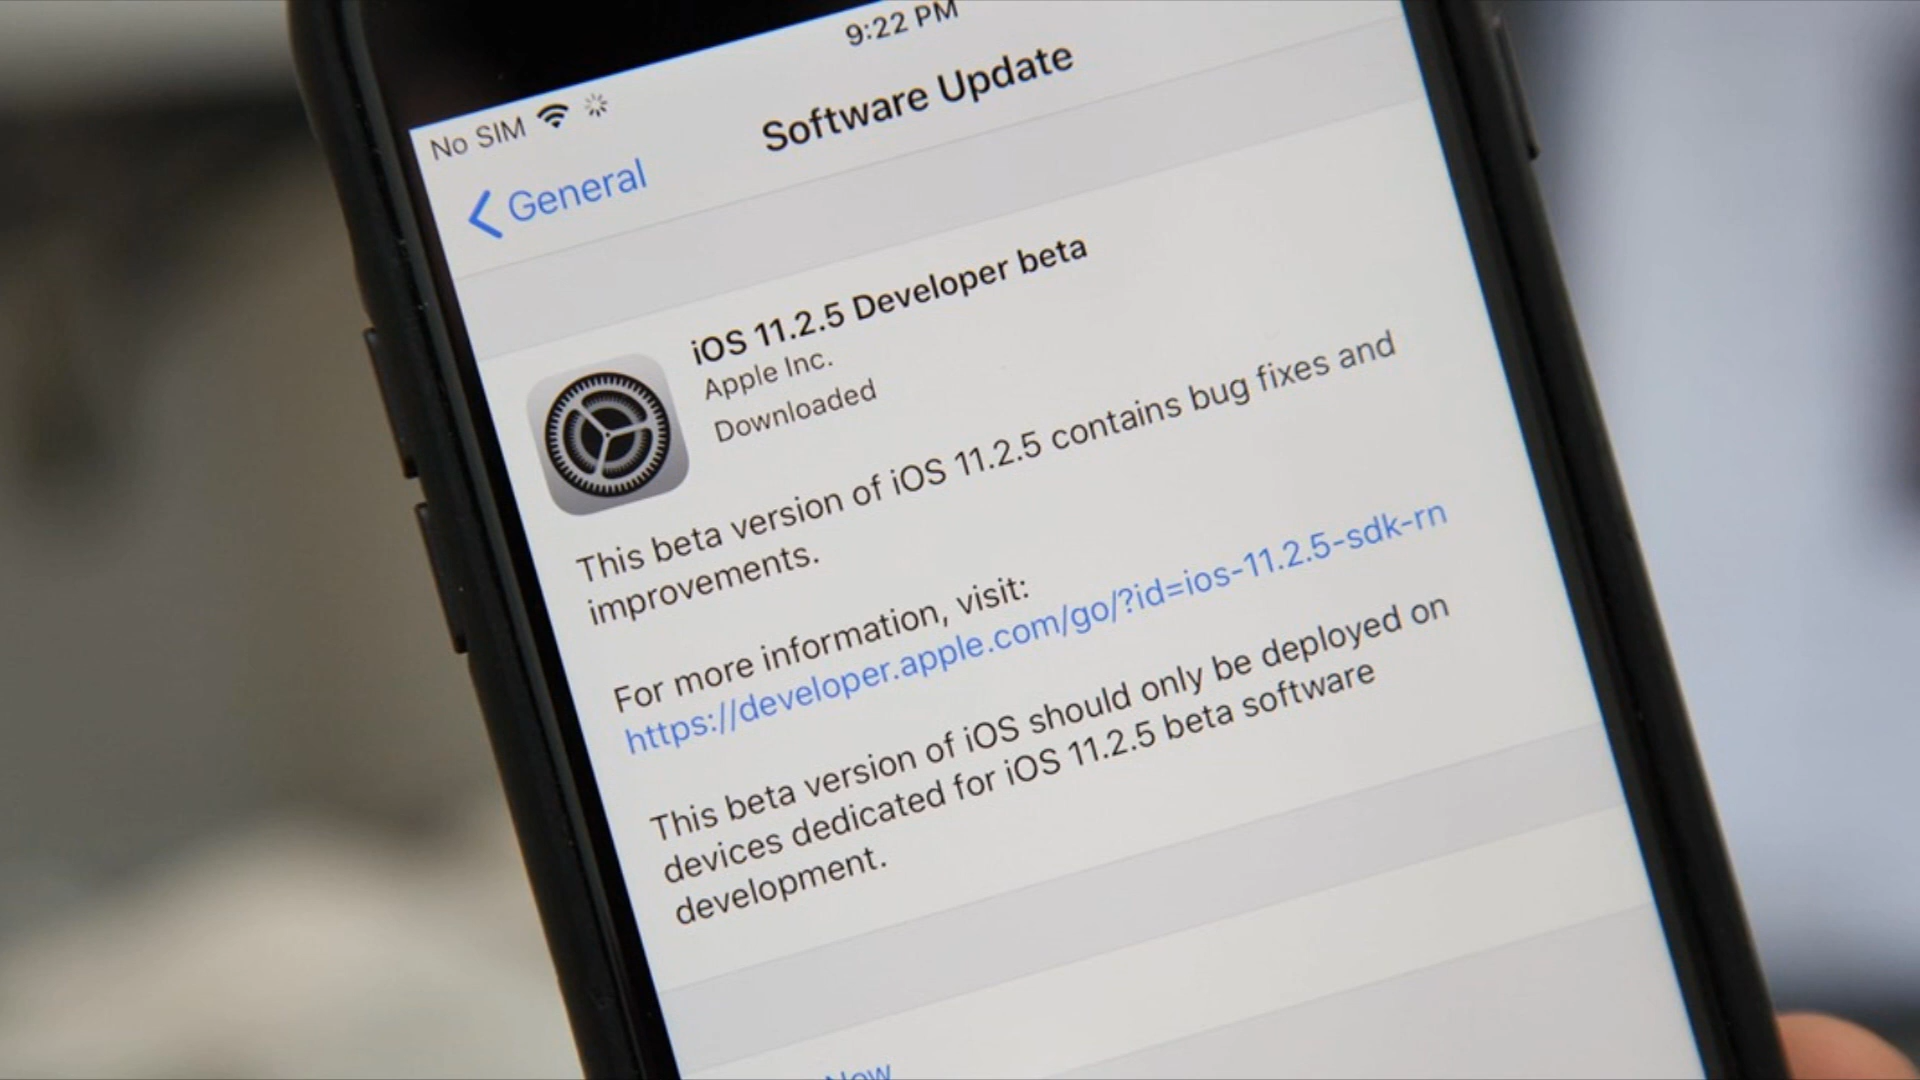 9:22 PM
No SIM
Software Update
General
iOS 11.2.5 Developer beta
Apple Inc.
Downloaded
This beta version of iOS 11.2.5 contains bug fixes and
improvements.
For more information, visit:
https://developer.apple.com/go/?id=ios-11.2.5-sdk-rn
This beta version of iOS should only be deployed on
devices dedicated for iOS 11.2.5 beta software
development.
Now